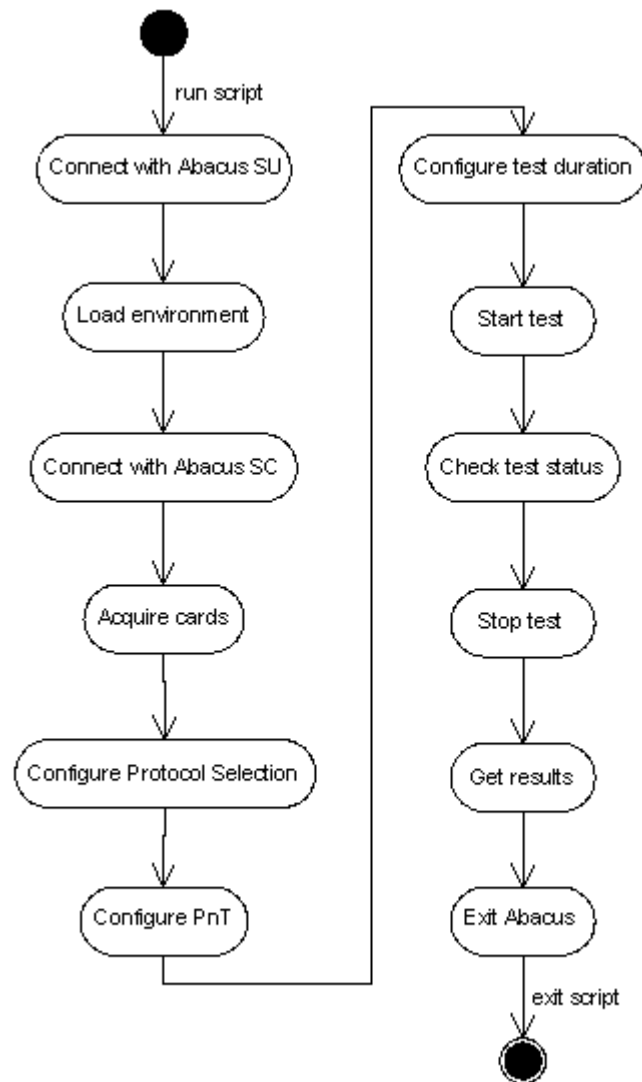 run script
Connect with Abacus SU
Load environment
Connect with Abacus SC
Acquire cards
Configure Protocol Selection
Configure PnT
Configure test duration
Start test
Check test status
Stop test
Get results
Exit Abacus
exit script